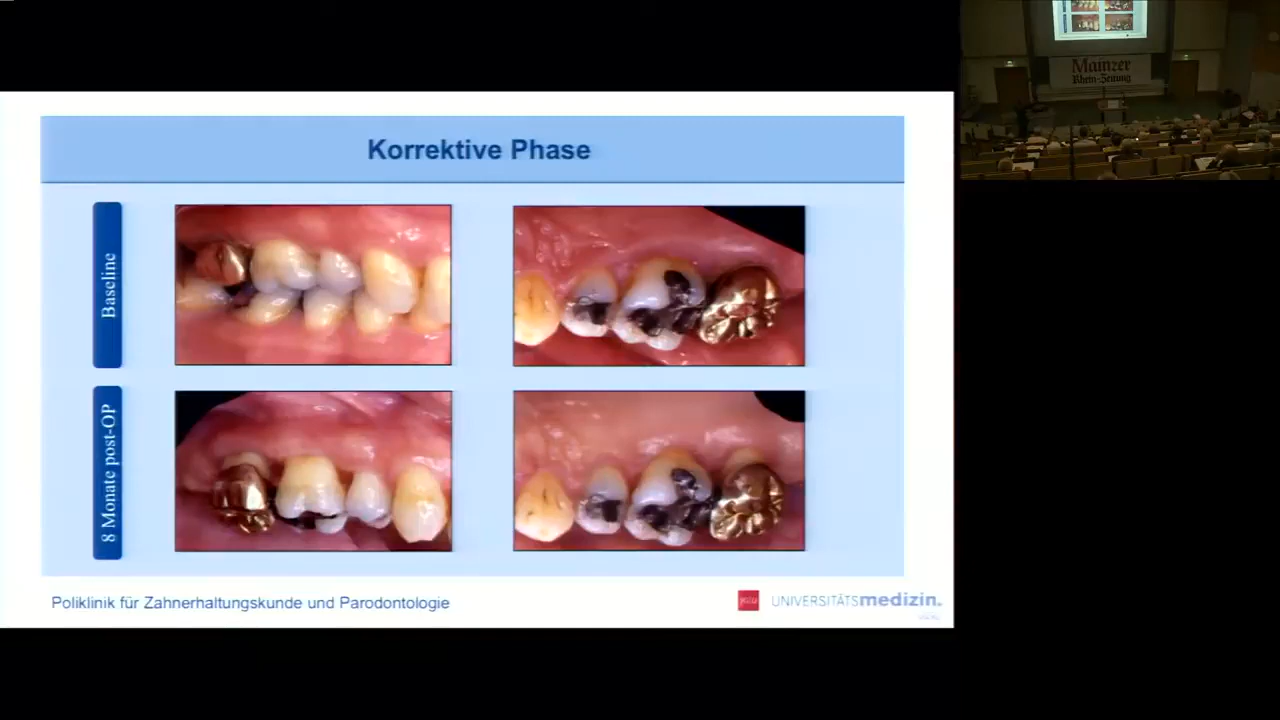 Korrektive Phase
Baseline
8 Monate post-OP
Poliklinik für Zahnerhaltungskunde und Parodontologie
UNIVERSITÄTSmedizin.
Mainzer
Rhein-Zeitung